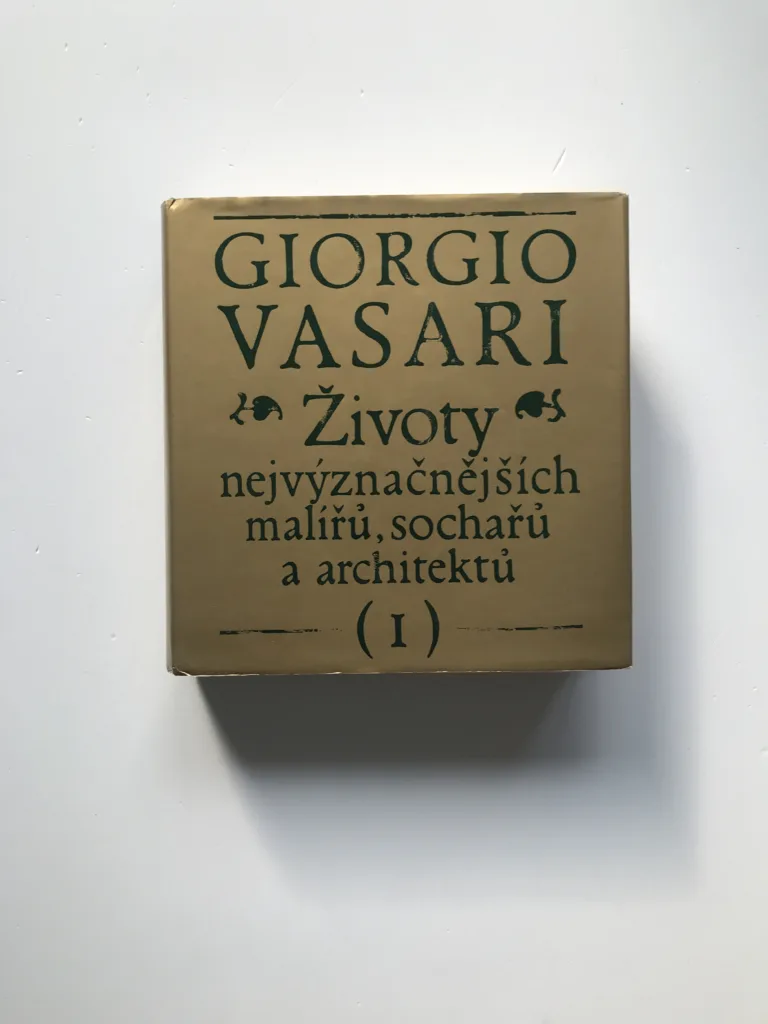 GIORGIO
VASARI
Životy
nejvýznačnějších
malířů, sochařů
a architektů
(I)